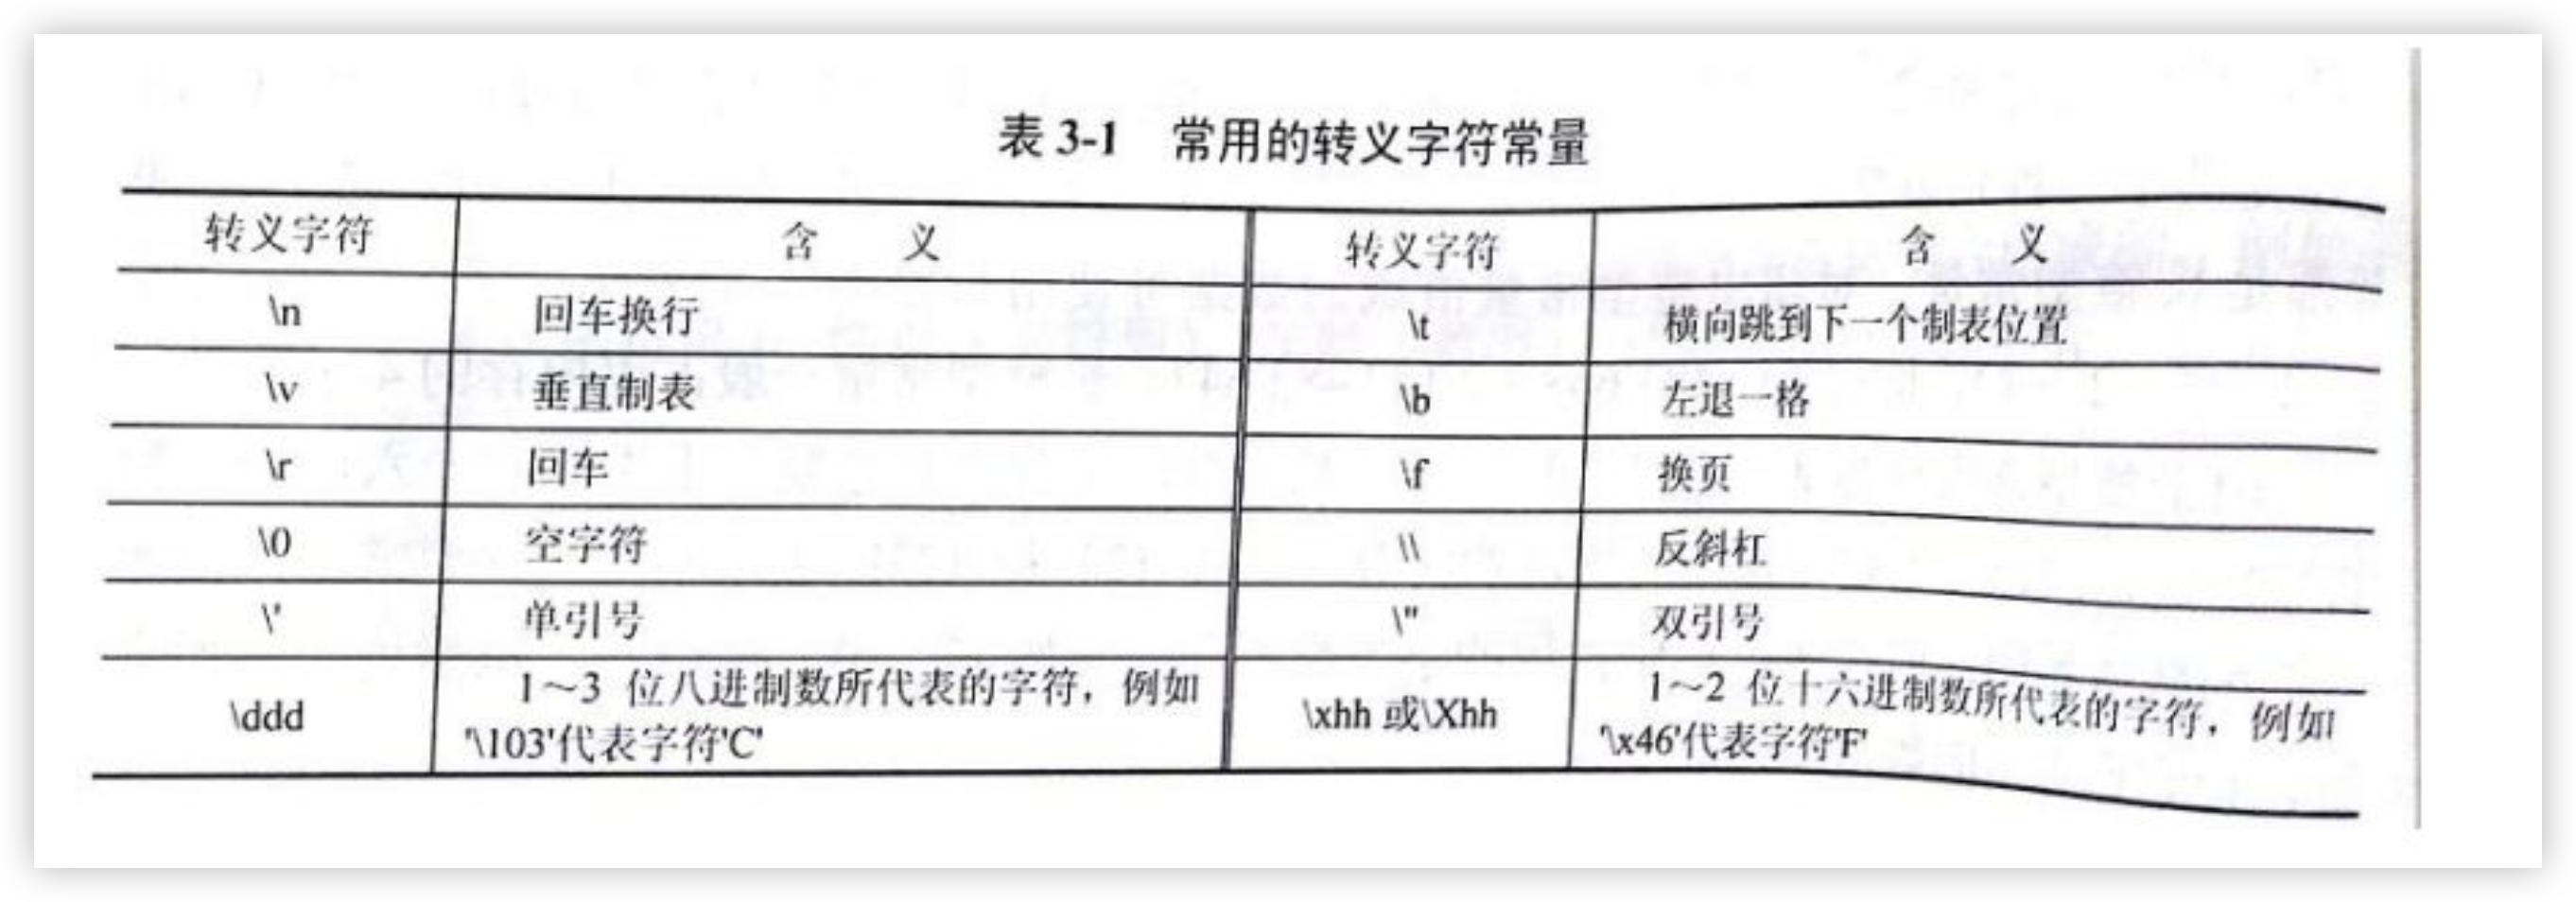 表 3-1 常用的转义字符常量
转义字符 含 义 转义字符 含 义
\n 回车换行 \t 横向跳到下一个制表位置
\v 垂直制表 \b 左退一格
\r 回车 \f 换页
\0 空字符 \\ 反斜杠
\' 单引号 \" 双引号
\ddd 1～3 位八进制数所代表的字符，例如'\103'代表字符'C' \xhh 或\Xhh 1～2 位十六进制数所代表的字符，例如'\x46'代表字符'F'